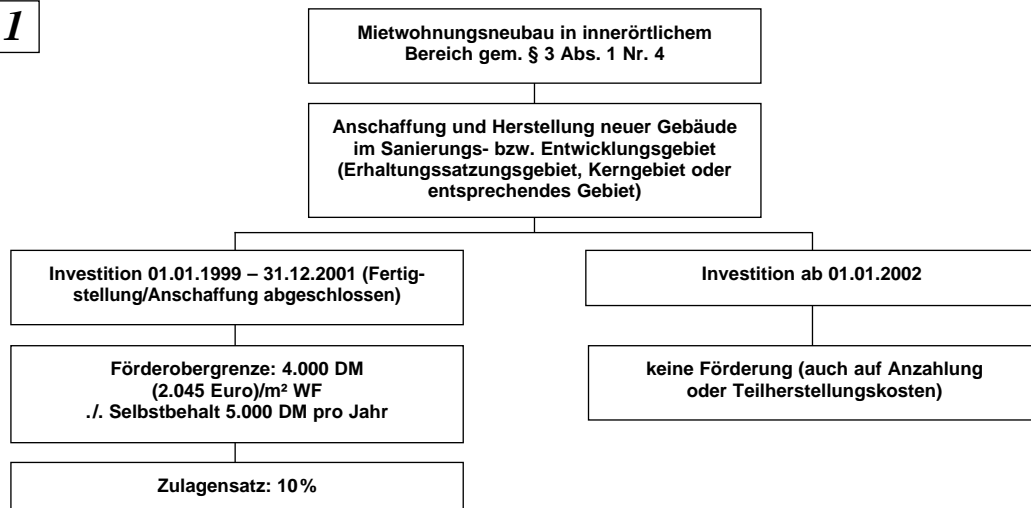 1
Mietwohnungsneubau in innerörtlichem
Bereich gem. § 3 Abs. 1 Nr. 4
Anschaffung und Herstellung neuer Gebäude
im Sanierungs- bzw. Entwicklungsgebiet
(Erhaltungssatzungsgebiet, Kerngebiet oder
entsprechendes Gebiet)
Investition 01.01.1999 – 31.12.2001 (Fertig-
stellung/Anschaffung abgeschlossen)
Förderobergrenze: 4.000 DM
(2.045 Euro)/m² WF
./. Selbstbehalt 5.000 DM pro Jahr
Zulagensatz: 10%
Investition ab 01.01.2002
keine Förderung (auch auf Anzahlung
oder Teilherstellungskosten)